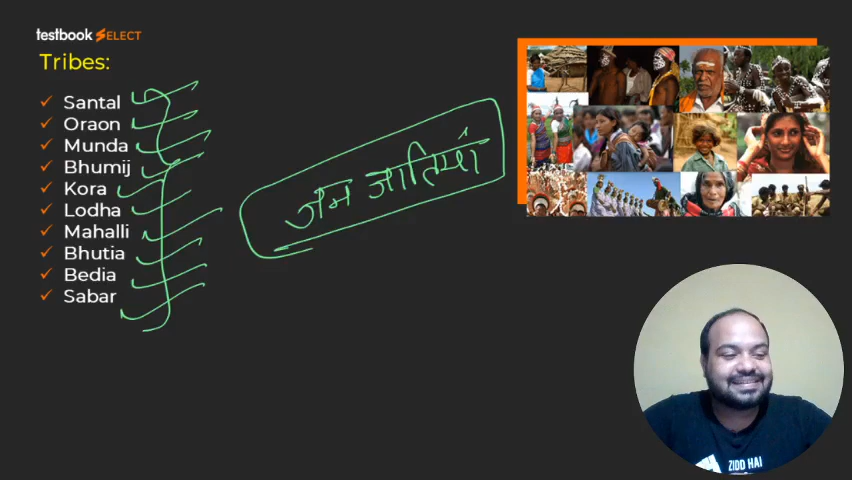 testbook SELECT
Tribes:
Santal
Oraon
Munda
Bhumij
Kora
Lodha
Mahalli
Bhutia
Bedia
Sabar
जन जातियां
ZIDD HAI